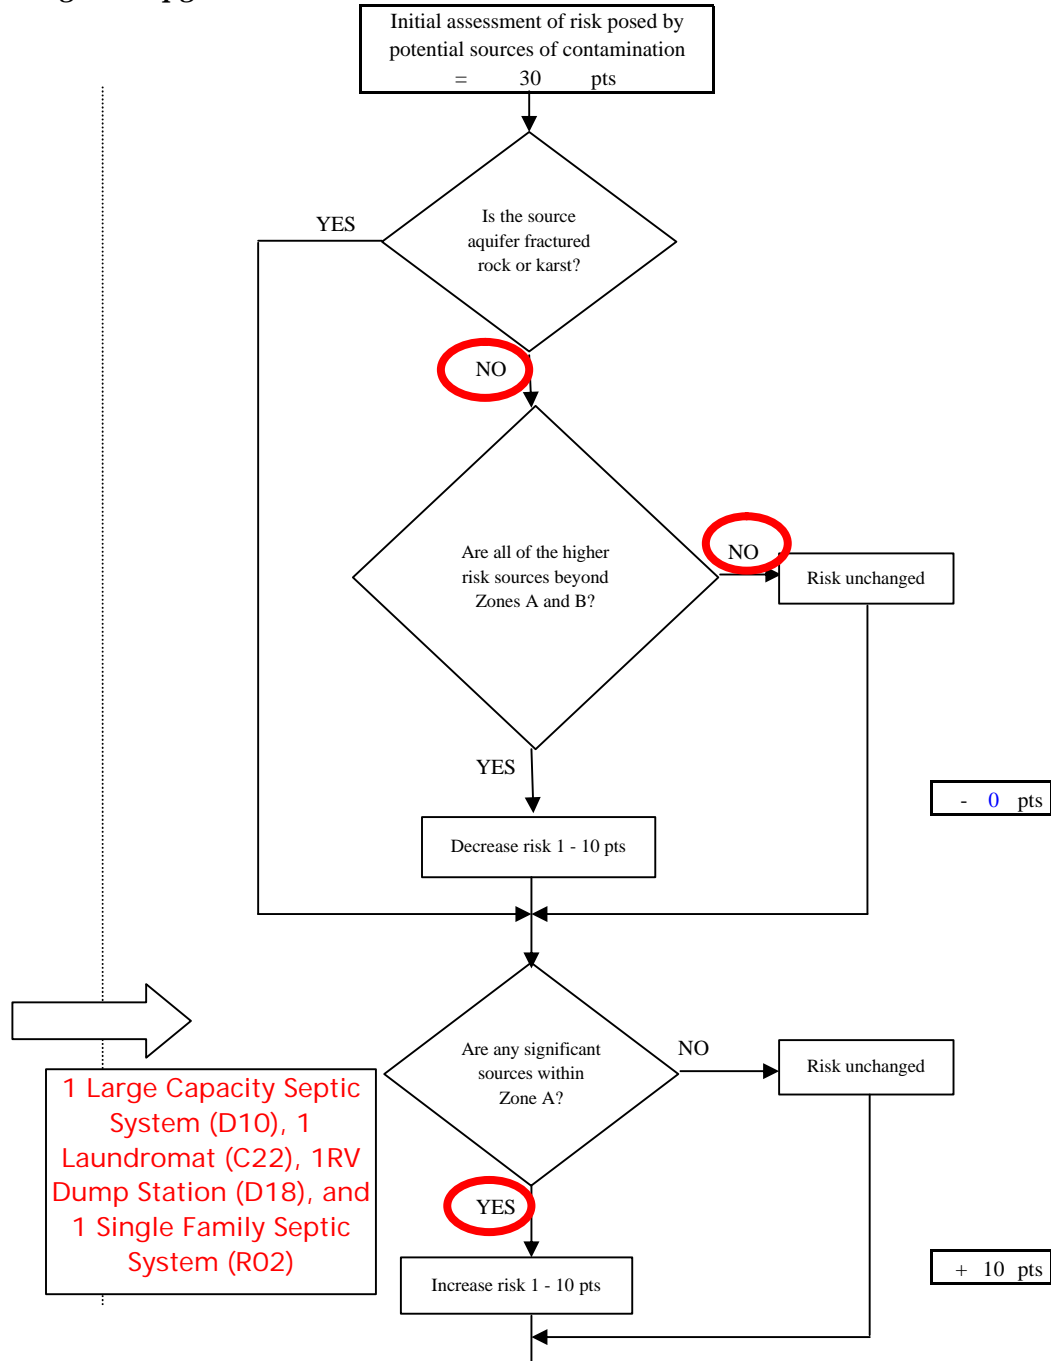 Initial assessment of risk posed by
potential sources of contamination
= 30 pts
Is the source
aquifer fractured
rock or karst?
YES
NO
Are all of the higher
risk sources beyond
Zones A and B?
NO
Risk unchanged
YES
- 0 pts
Decrease risk 1 - 10 pts
Are any significant
sources within
Zone A?
NO
Risk unchanged
1 Large Capacity Septic
System (D10), 1
Laundromat (C22), 1RV
Dump Station (D18), and
1 Single Family Septic
System (R02)
YES
Increase risk 1 - 10 pts
+ 10 pts